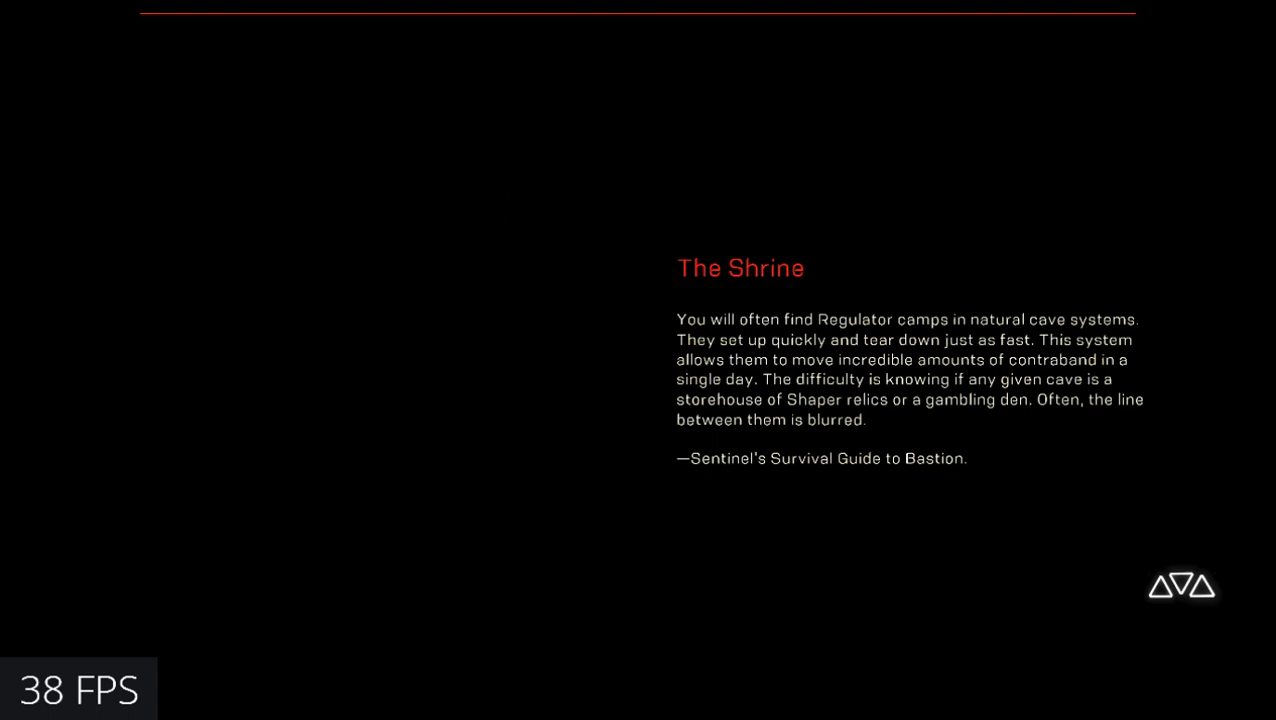 The Shrine
You will often find Regulator camps in natural cave systems.
They set up quickly and tear down just as fast. This system
allows them to move incredible amounts of contraband in a
single day. The difficulty is knowing if any given cave is a
storehouse of Shaper relics or a gambling den. Often, the line
between them is blurred.
—Sentinel's Survival Guide to Bastion.
38 FPS